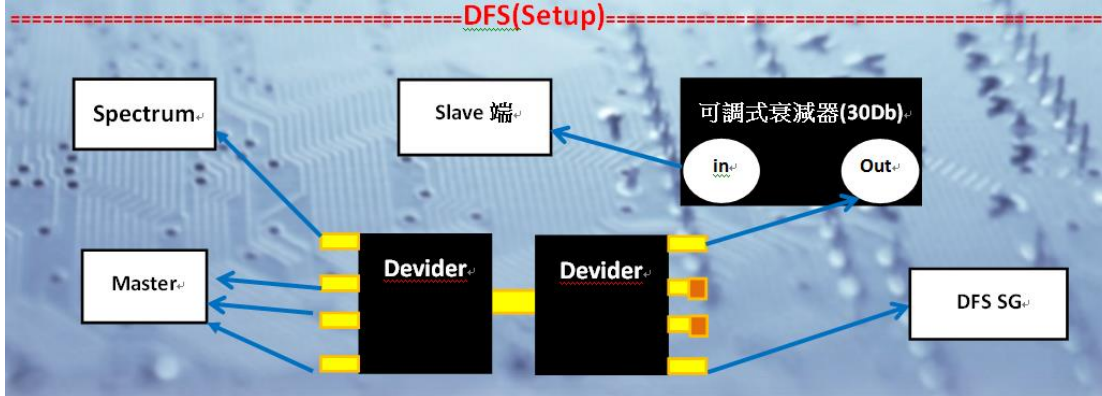 DFS(Setup)
Spectrum
Slave 端
可調式衰減器(30Db)
in
Out
Master
Devider
Devider
DFS SG